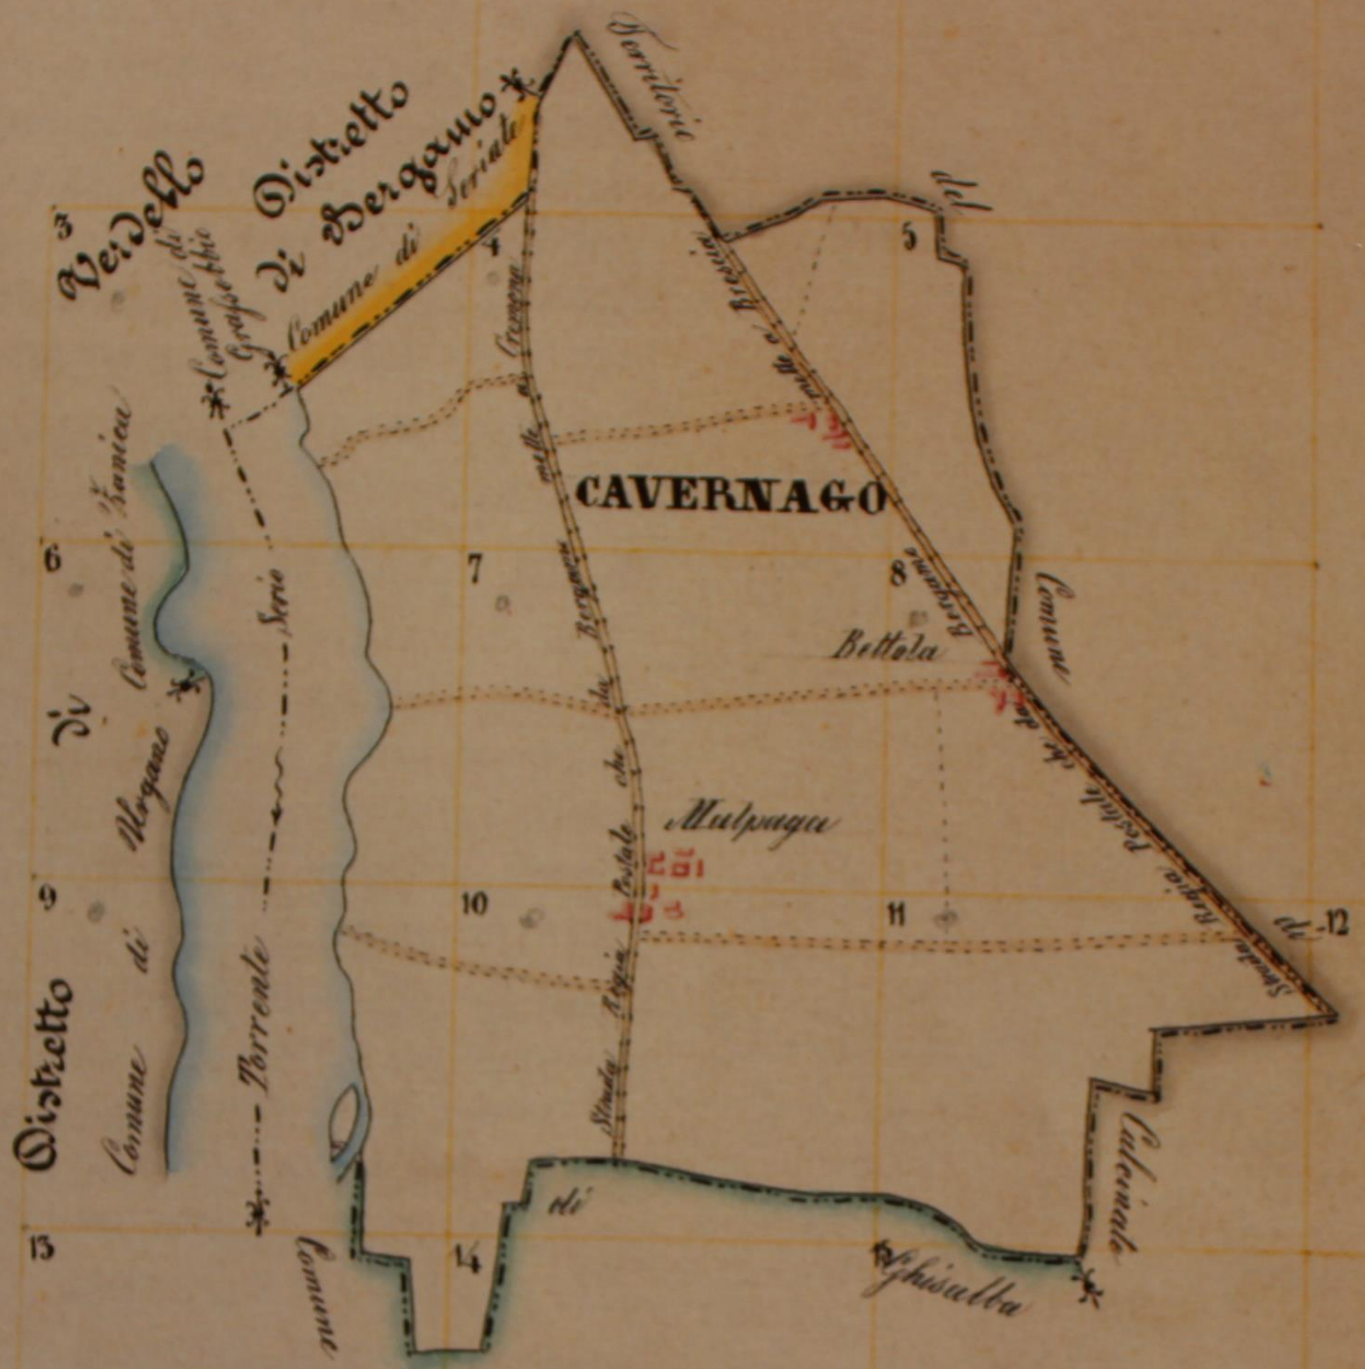 Territorio
del
Comune
di
Calcinate
Distretto
di Bergamo
Comune di Seriate
Verdello
di
Distretto
Comune di
Grassobbio
Comune di Zanica
Comune di Urgnano
Torrente Serio
Strada Regia Postale che da Bergamo mette a Cremona
Strada Regia Postale che da Bergamo mette a Brescia
CAVERNAGO
Bettola
Malpaga
Comune
di
Ghisalba
3
4
5
6
7
8
9
10
11
12
13
14